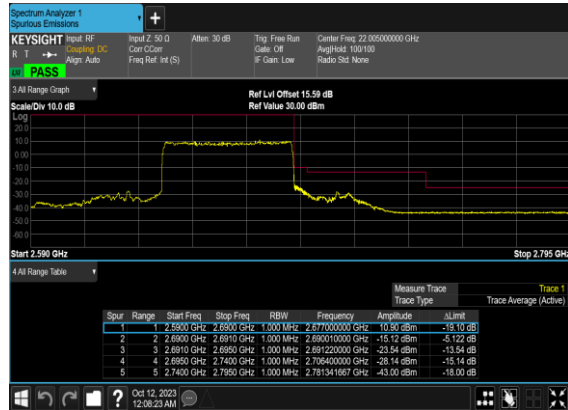 Spectrum Analyzer 1
Spurious Emissions
KEYSIGHT
R T
PASS
Input: RF
Coupling: DC
Align: Auto
Input Z: 50 Ω
Corr CCorr
Freq Ref: Int (S)
Atten: 30 dB
Trig: Free Run
Gate: Off
IF Gain: Low
Center Freq: 22.005000000 GHz
Avg|Hold: 100/100
Radio Std: None
3 All Range Graph
Scale/Div 10.0 dB
Ref Lvl Offset 15.59 dB
Ref Value 30.00 dBm
Log
20.0
10.0
0.00
-10.0
-20.0
-30.0
-40.0
-50.0
-60.0
Start 2.590 GHz
Stop 2.795 GHz
4 All Range Table
Measure Trace Trace 1
Trace Type Trace Average (Active)
Spur Range Start Freq Stop Freq RBW Frequency Amplitude ΔLimit
1 1 2.5900 GHz 2.6900 GHz 1.000 MHz 2.677000000 GHz 10.90 dBm -19.10 dB
2 2 2.6900 GHz 2.6910 GHz 1.000 MHz 2.690010000 GHz -15.12 dBm -5.122 dB
3 3 2.6910 GHz 2.6950 GHz 1.000 MHz 2.691220000 GHz -23.54 dBm -13.54 dB
4 4 2.6950 GHz 2.7400 GHz 1.000 MHz 2.706400000 GHz -28.14 dBm -15.14 dB
5 5 2.7400 GHz 2.7950 GHz 1.000 MHz 2.781341667 GHz -43.00 dBm -18.00 dB
?
Oct 12, 2023
12:08:23 AM